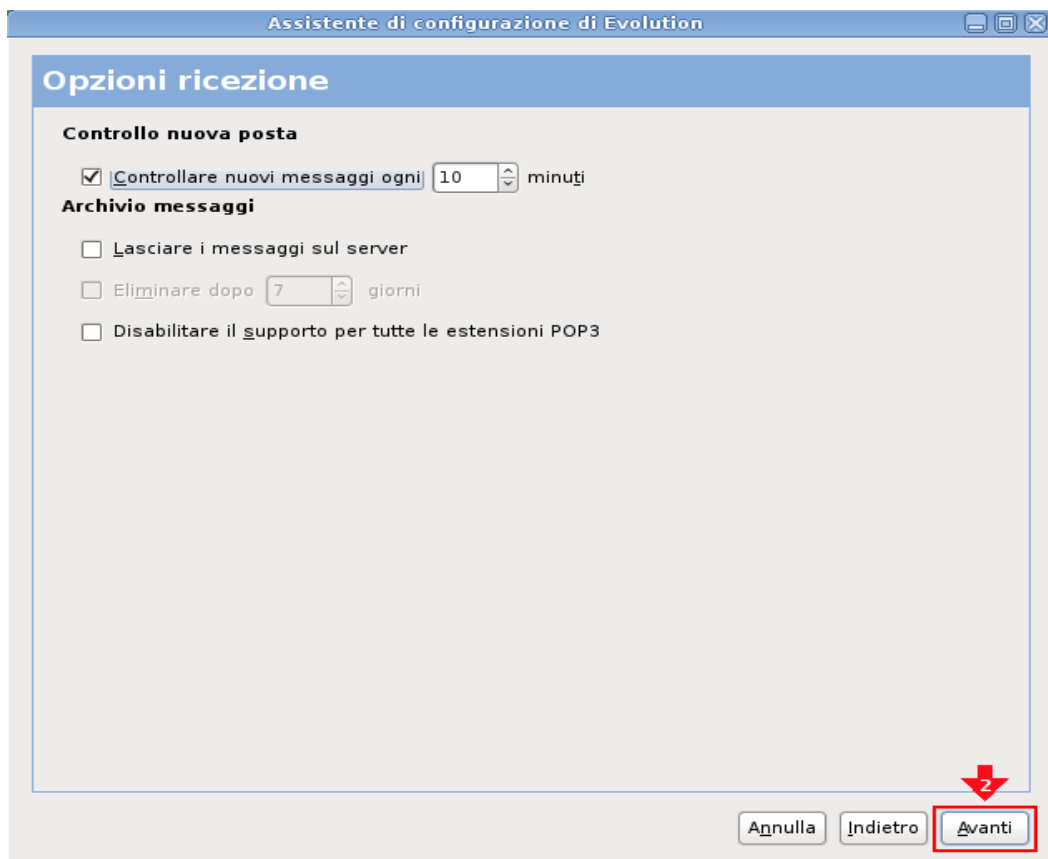 Assistente di configurazione di Evolution
Opzioni ricezione
Controllo nuova posta
Controllare nuovi messaggi ogni 10 minuti
Archivio messaggi
Lasciare i messaggi sul server
Eliminare dopo 7 giorni
Disabilitare il supporto per tutte le estensioni POP3
2
Annulla Indietro Avanti